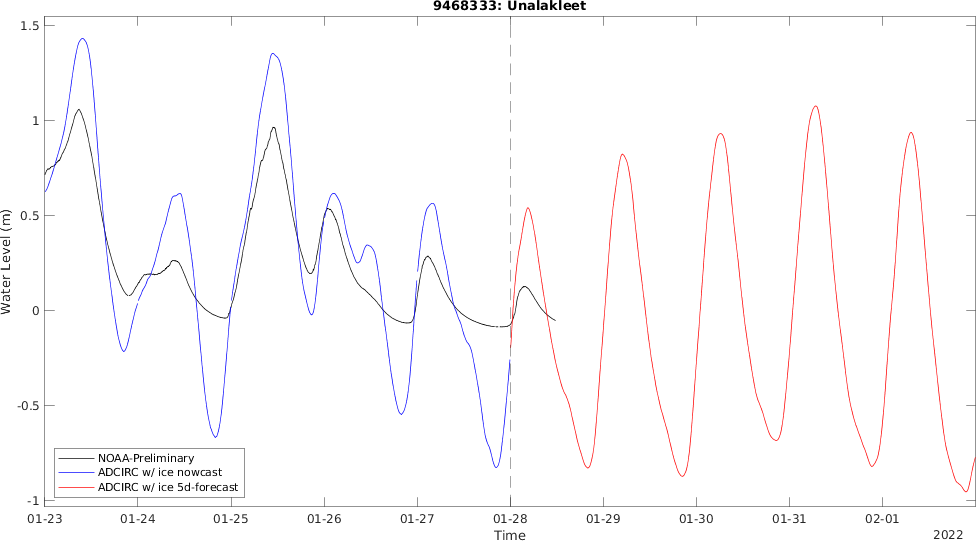 9468333: Unalakleet
Water Level (m)
1.5
1
0.5
0
-0.5
-1
NOAA-Preliminary
ADCIRC w/ ice nowcast
ADCIRC w/ ice 5d-forecast
01-23 01-24 01-25 01-26 01-27 01-28 01-29 01-30 01-31 02-01
Time
2022